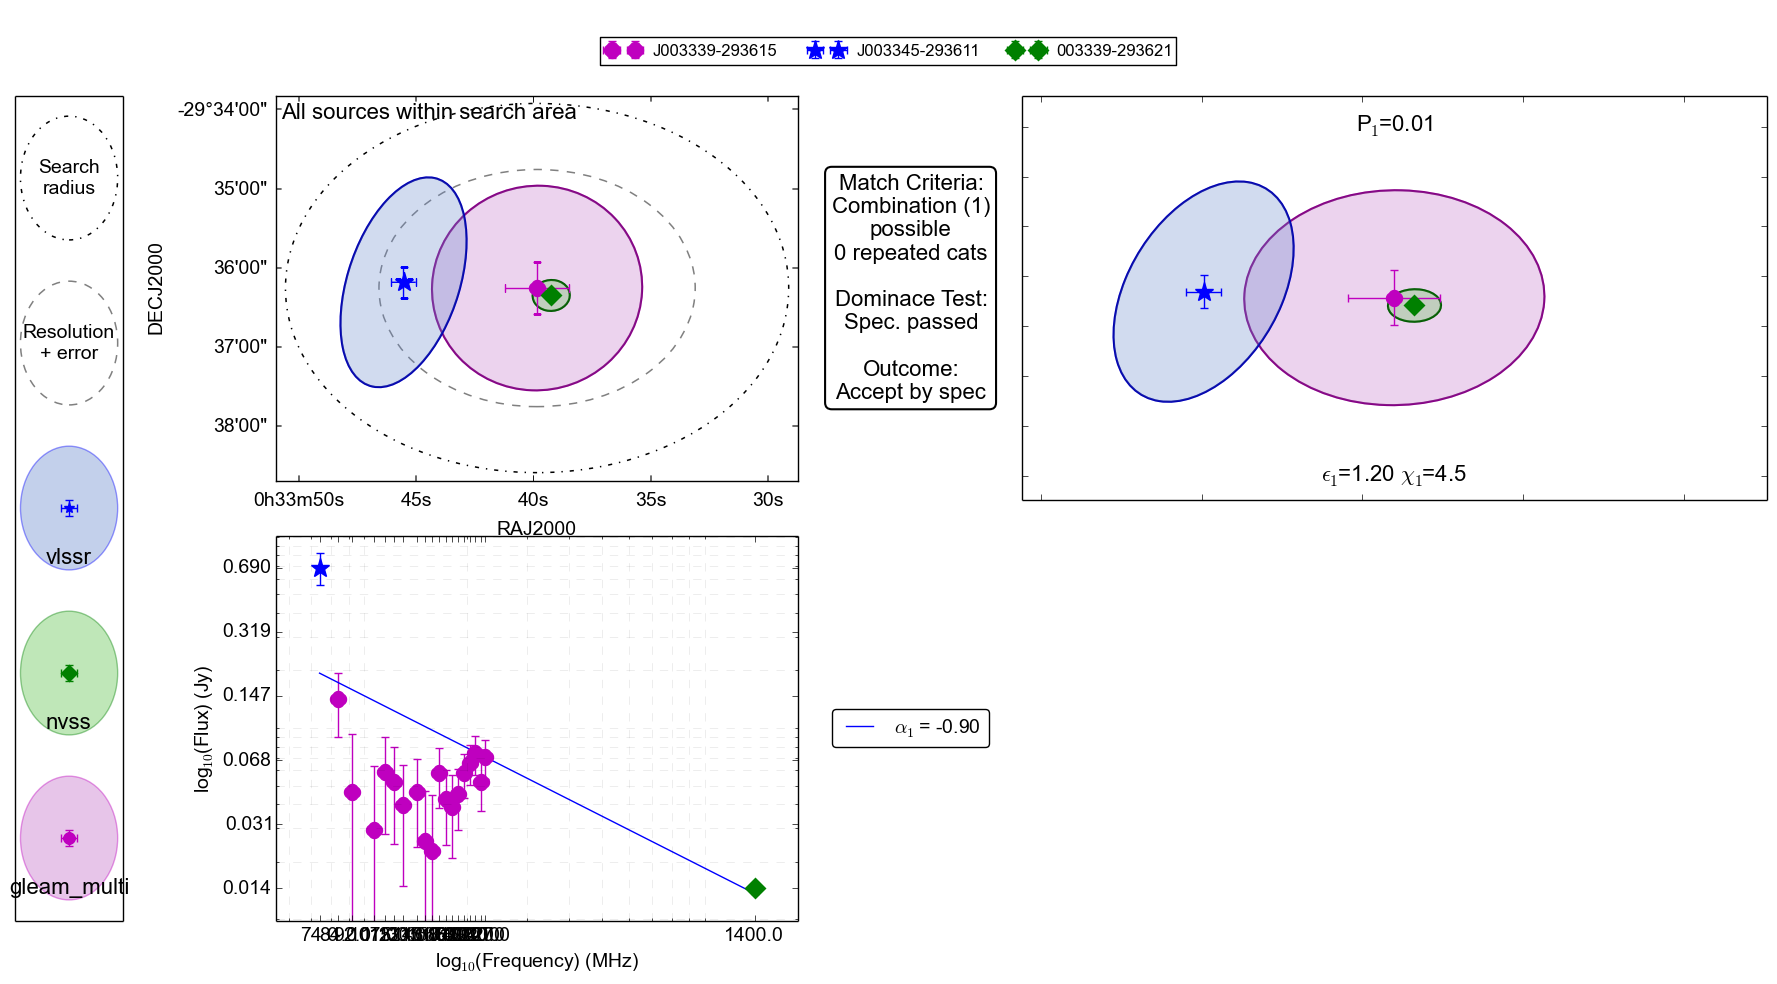 J003339-293615 J003345-293611 003339-293621
Search
radius
Resolution
+ error
vlssr
nvss
gleam_multi
All sources within search area
DECJ2000
-29°34'00"
35'00"
36'00"
37'00"
38'00"
0h33m50s 45s 40s 35s 30s
RAJ2000
Match Criteria:
Combination (1)
possible
0 repeated cats
Dominace Test:
Spec. passed
Outcome:
Accept by spec
P₁=0.01
ϵ₁=1.20 χ₁=4.5
log₁₀(Flux) (Jy)
0.690
0.319
0.147
0.068
0.031
0.014
1400.0
log₁₀(Frequency) (MHz)
α₁ = -0.90